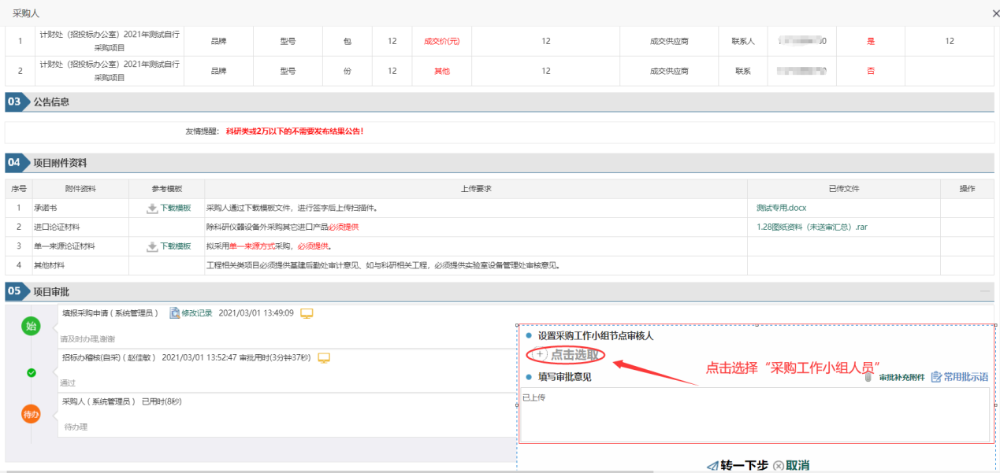 采购人
1 计财处（招投标办公室）2021年测试自行采购项目 品牌 型号 包 12 成交价(元) 12 成交供应商 联系人 是 12
2 计财处（招投标办公室）2021年测试自行采购项目 品牌 型号 份 12 其他 12 成交供应商 联系 否
03 公告信息
友情提醒： 科研类或2万以下的不需要发布结果公告!
04 项目附件资料
序号 附件资料 参考模板 上传要求 已传文件 操作
1 承诺书 下载模板 采购人通过下载模板文件，进行签字后上传扫描件。 测试专用.docx
2 进口论证材料 除科研仪器设备外采购其它进口产品必须提供 1.28图纸资料（未送审汇总）.rar
3 单一来源论证材料 下载模板 拟采用单一来源方式采购，必须提供。
4 其他材料 工程相关类项目必须提供基建后勤处审计意见、如与科研相关工程，必须提供实验室设备管理处审核意见。
05 项目审批
始 填报采购申请 ( 系统管理员 ) 修改记录 2021/03/01 13:49:09
请及时办理,谢谢
招标办稽核(自采) ( 赵佳敏 ) 2021/03/01 13:52:47 审批用时(3分钟37秒)
通过
待办 采购人 ( 系统管理员 ) 已用时(8秒)
待办理
设置采购工作小组节点审核人
点击选取
点击选择“采购工作小组人员”
填写审批意见 审批补充附件 常用批示语
已上传
转一下步 取消